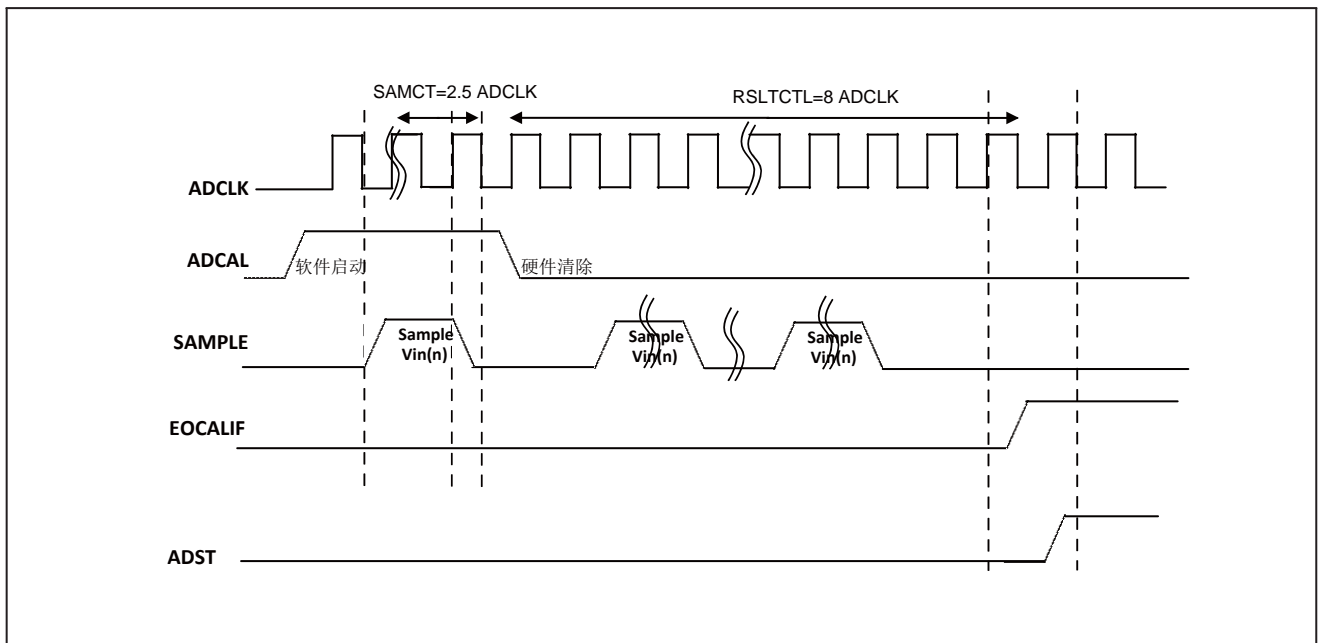 SAMCT=2.5 ADCLK
RSLTCTL=8 ADCLK
ADCLK
ADCAL
软件启动
硬件清除
SAMPLE
Sample
Vin(n)
Sample
Vin(n)
Sample
Vin(n)
EOCALIF
ADST